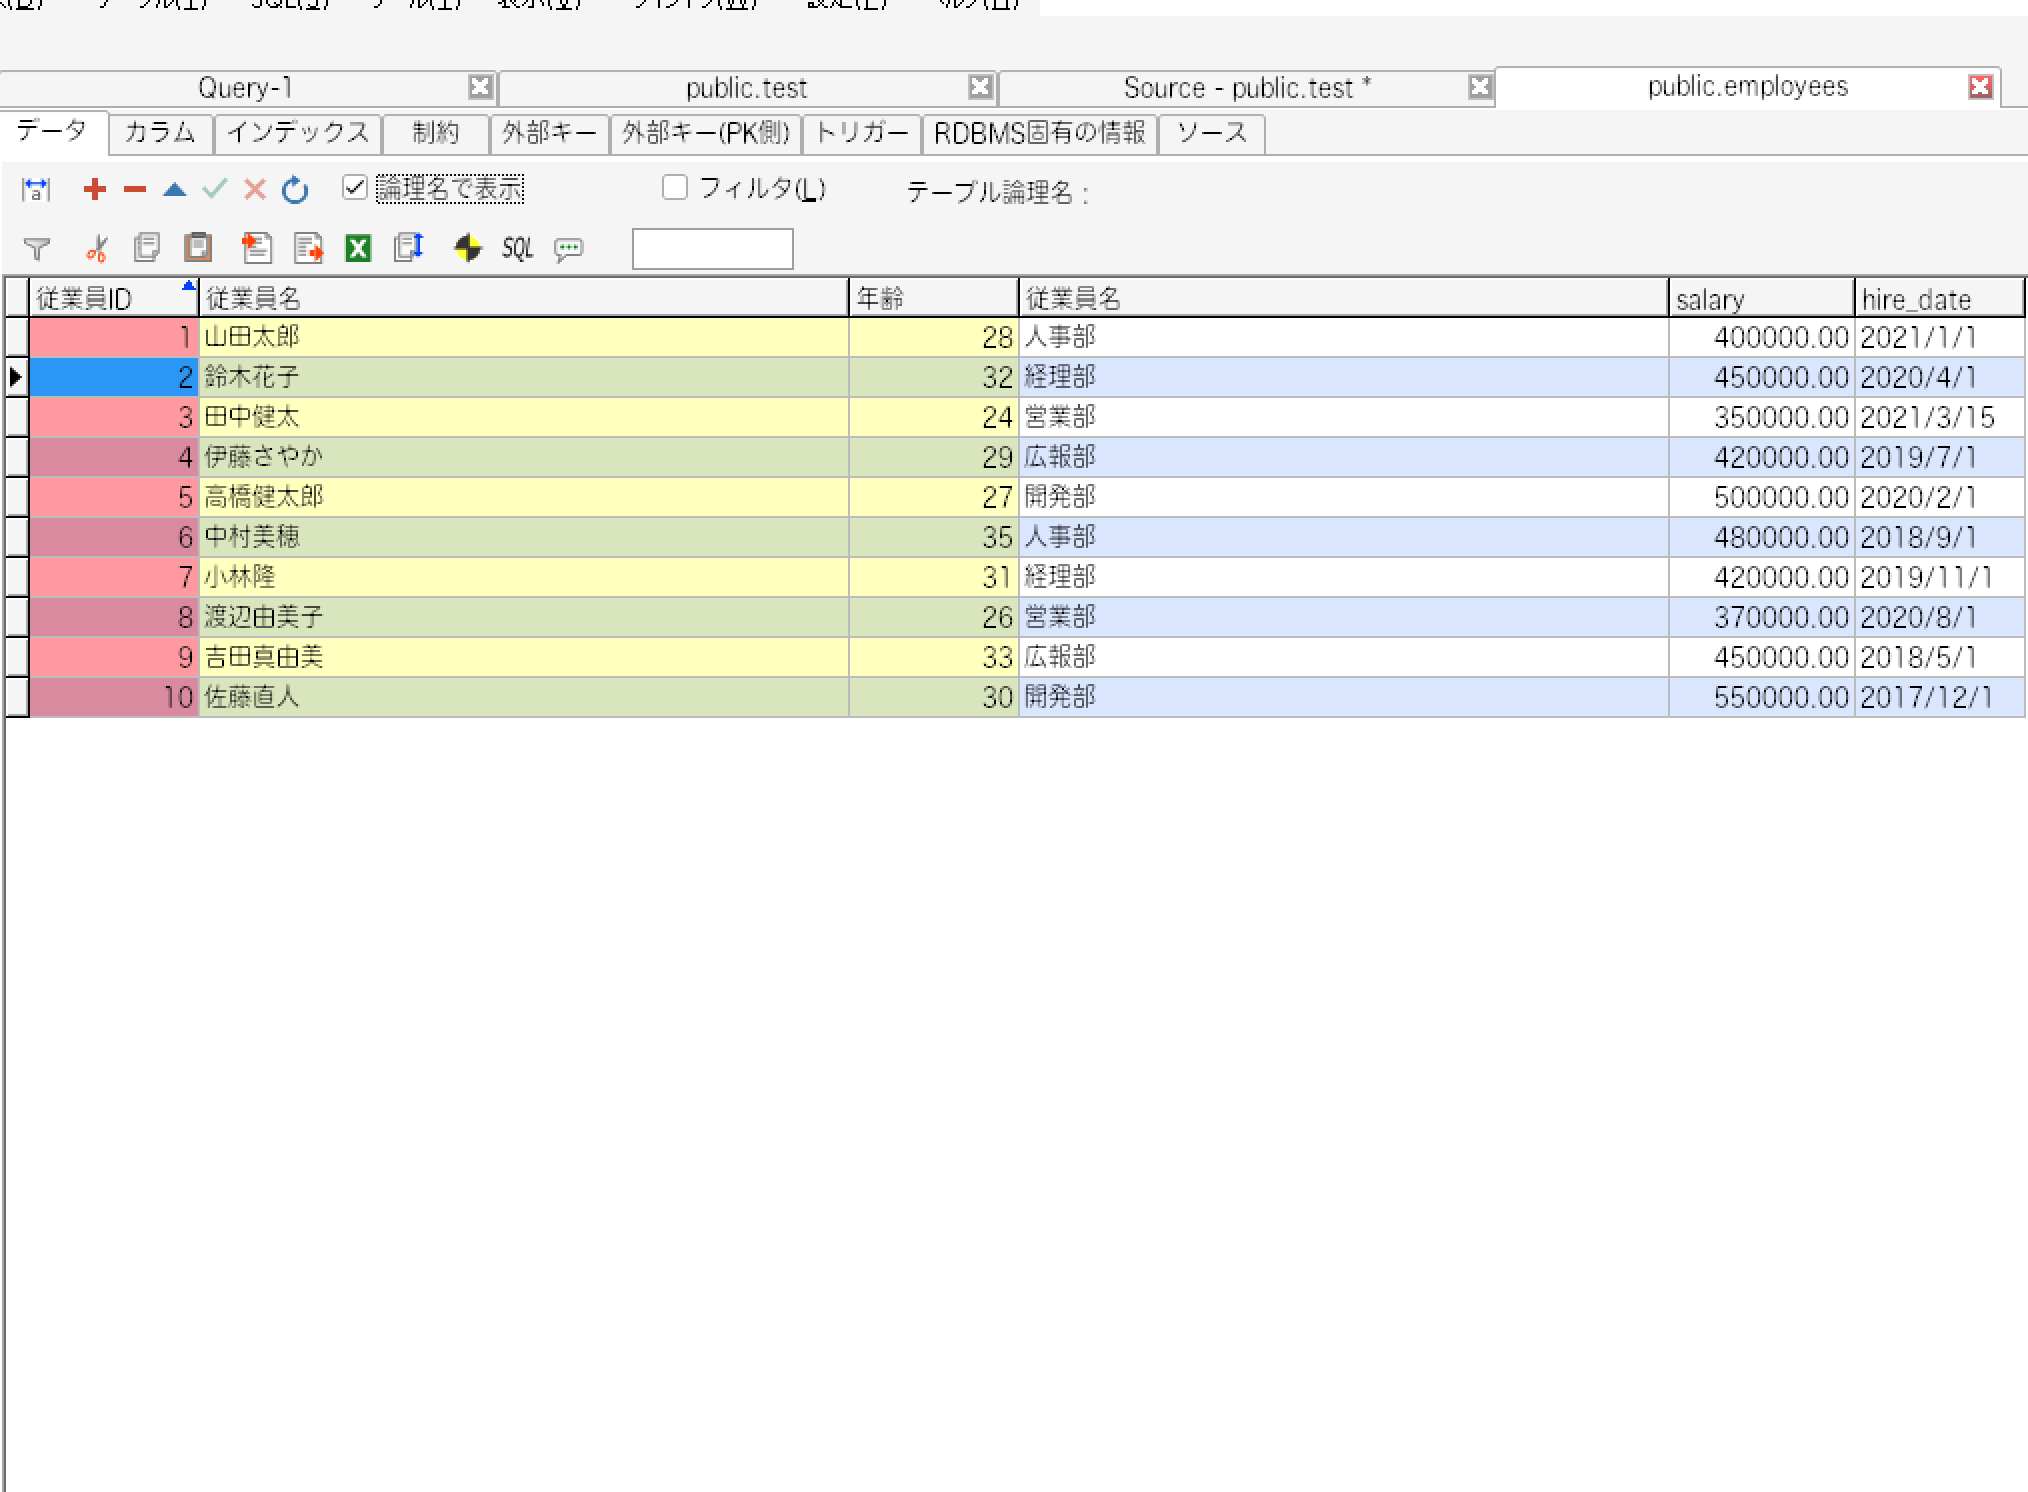 Query-1 public.test Source - public.test * public.employees
データ カラム インデックス 制約 外部キー 外部キー(PK側) トリガー RDBMS固有の情報 ソース
論理名で表示 フィルタ(L) テーブル論理名 :
SQL
従業員ID 従業員名 年齢 従業員名 salary hire_date
1 山田太郎 28 人事部 400000.00 2021/1/1
2 鈴木花子 32 経理部 450000.00 2020/4/1
3 田中健太 24 営業部 350000.00 2021/3/15
4 伊藤さやか 29 広報部 420000.00 2019/7/1
5 高橋健太郎 27 開発部 500000.00 2020/2/1
6 中村美穂 35 人事部 480000.00 2018/9/1
7 小林隆 31 経理部 420000.00 2019/11/1
8 渡辺由美子 26 営業部 370000.00 2020/8/1
9 吉田真由美 33 広報部 450000.00 2018/5/1
10 佐藤直人 30 開発部 550000.00 2017/12/1